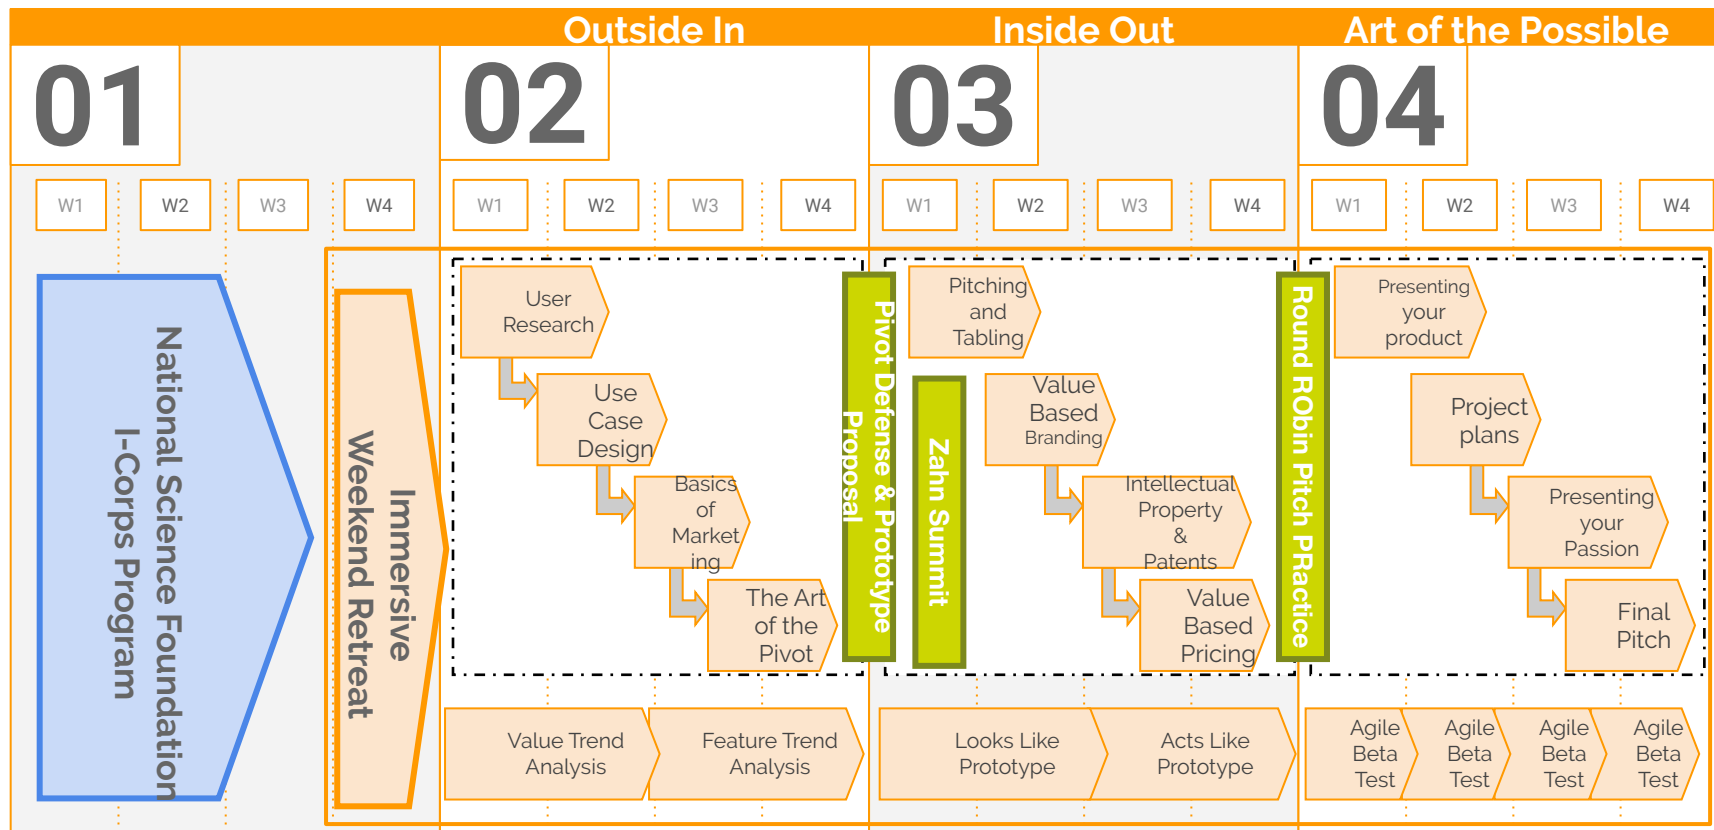 Outside In
Inside Out
Art of the Possible
01
02
03
04
W1
W2
W3
W4
W1
W2
W3
W4
W1
W2
W3
W4
W1
W2
W3
W4
National Science Foundation
I-Corps Program
Immersive
Weekend Retreat
User
Research
Use
Case
Design
Basics
of
Market
ing
The Art
of the
Pivot
Value Trend
Analysis
Feature Trend
Analysis
Pivot Defense & Prototype
Proposal
Pitching
and
Tabling
Zahn Summit
Value
Based
Branding
Intellectual
Property
&
Patents
Value
Based
Pricing
Looks Like
Prototype
Acts Like
Prototype
Round RObin Pitch PRactice
Presenting
your
product
Project
plans
Presenting
your
Passion
Final
Pitch
Agile
Beta
Test
Agile
Beta
Test
Agile
Beta
Test
Agile
Beta
Test